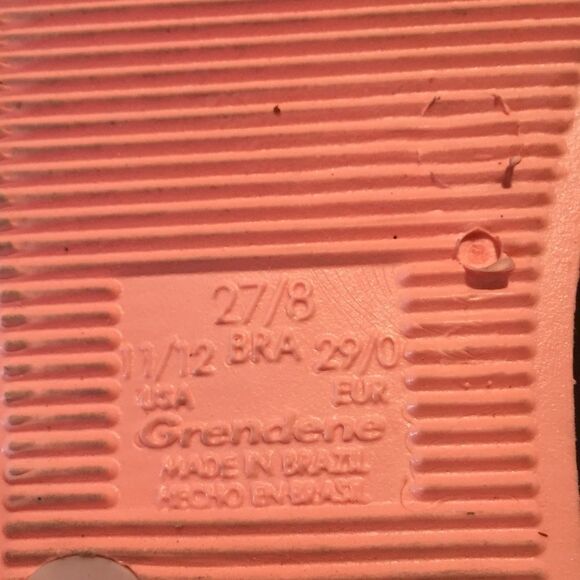 27/8
11/12 BRA 29/0
USA EUR
Grendene
MADE IN BRAZIL
HECHO EN BRASIL